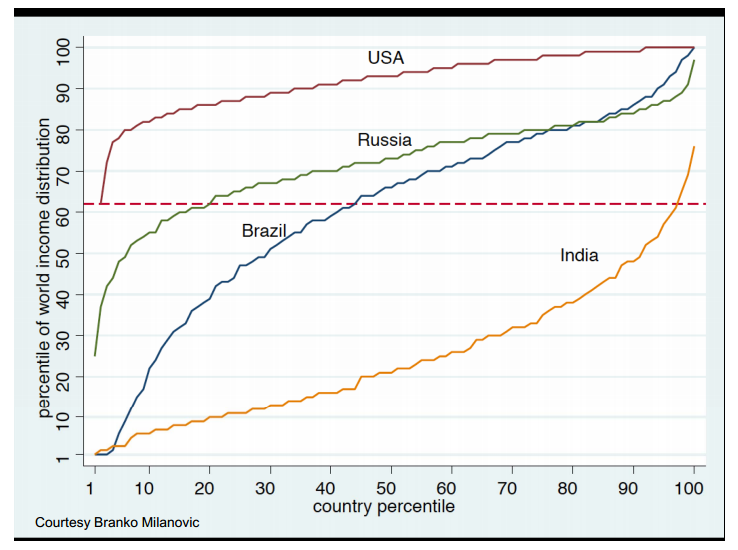 percentile of world income distribution
100
90
80
70
60
50
40
30
20
10
1
USA
Russia
Brazil
India
1 10 20 30 40 50 60 70 80 90 100
country percentile
Courtesy Branko Milanovic